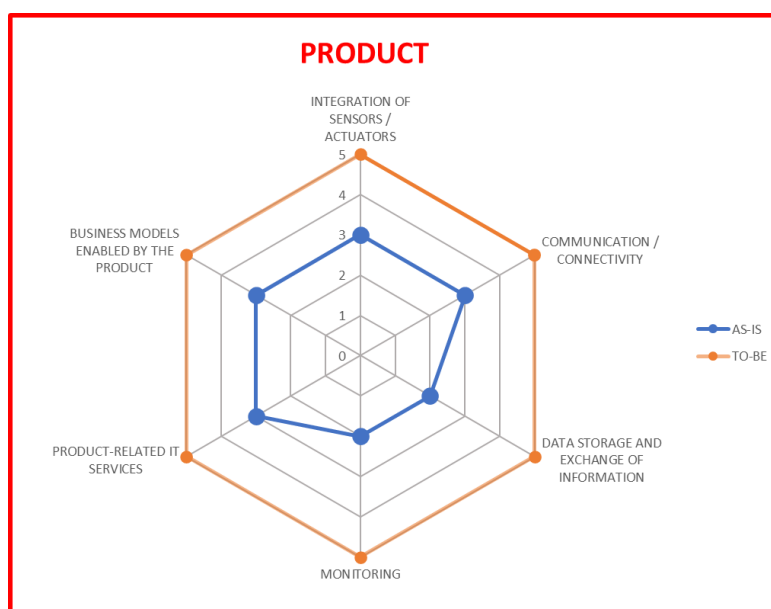 PRODUCT
INTEGRATION OF
SENSORS /
ACTUATORS
5
4
3
2
1
0
BUSINESS MODELS
ENABLED BY THE
PRODUCT
COMMUNICATION /
CONNECTIVITY
AS-IS
TO-BE
PRODUCT-RELATED IT
SERVICES
DATA STORAGE AND
EXCHANGE OF
INFORMATION
MONITORING